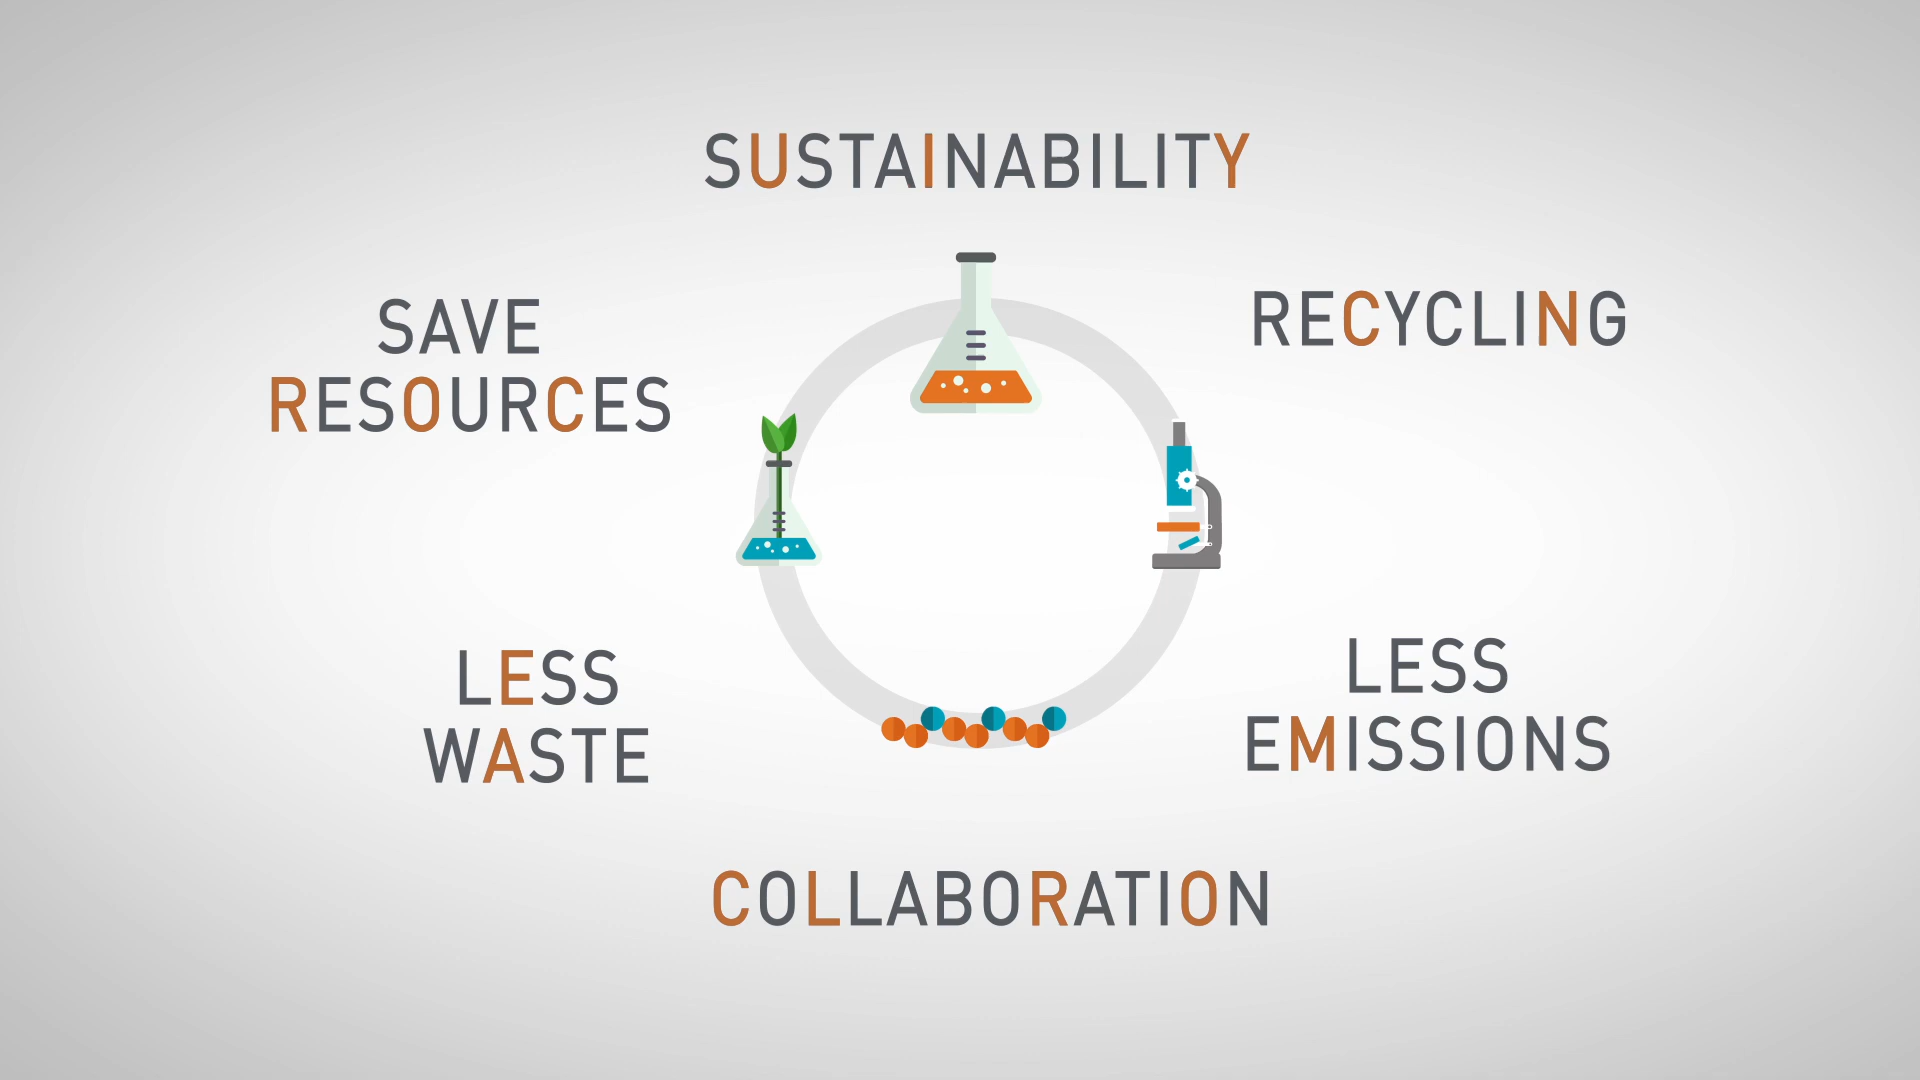 SUSTAINABILITY
SAVE
RESOURCES
RECYCLING
LESS
WASTE
LESS
EMISSIONS
COLLABORATION